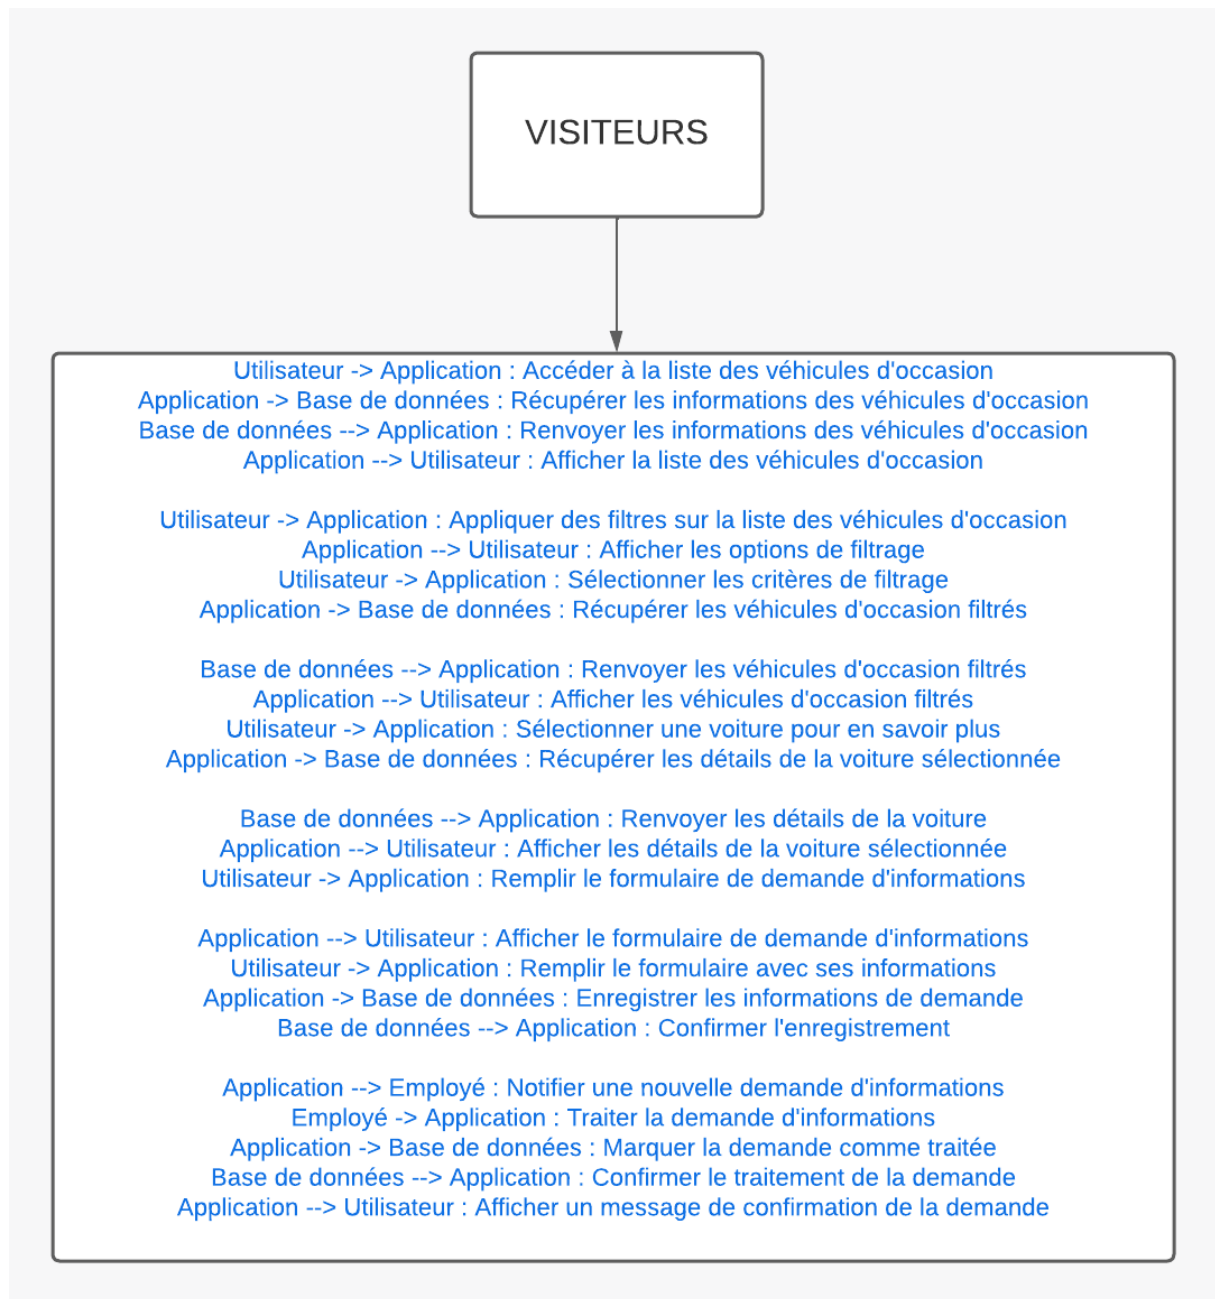 VISITEURS
Utilisateur -> Application : Accéder à la liste des véhicules d'occasion
Application -> Base de données : Récupérer les informations des véhicules d'occasion
Base de données --> Application : Renvoyer les informations des véhicules d'occasion
Application --> Utilisateur : Afficher la liste des véhicules d'occasion
Utilisateur -> Application : Appliquer des filtres sur la liste des véhicules d'occasion
Application --> Utilisateur : Afficher les options de filtrage
Utilisateur -> Application : Sélectionner les critères de filtrage
Application -> Base de données : Récupérer les véhicules d'occasion filtrés
Base de données --> Application : Renvoyer les véhicules d'occasion filtrés
Application --> Utilisateur : Afficher les véhicules d'occasion filtrés
Utilisateur -> Application : Sélectionner une voiture pour en savoir plus
Application -> Base de données : Récupérer les détails de la voiture sélectionnée
Base de données --> Application : Renvoyer les détails de la voiture
Application --> Utilisateur : Afficher les détails de la voiture sélectionnée
Utilisateur -> Application : Remplir le formulaire de demande d'informations
Application --> Utilisateur : Afficher le formulaire de demande d'informations
Utilisateur -> Application : Remplir le formulaire avec ses informations
Application -> Base de données : Enregistrer les informations de demande
Base de données --> Application : Confirmer l'enregistrement
Application --> Employé : Notifier une nouvelle demande d'informations
Employé -> Application : Traiter la demande d'informations
Application -> Base de données : Marquer la demande comme traitée
Base de données --> Application : Confirmer le traitement de la demande
Application --> Utilisateur : Afficher un message de confirmation de la demande